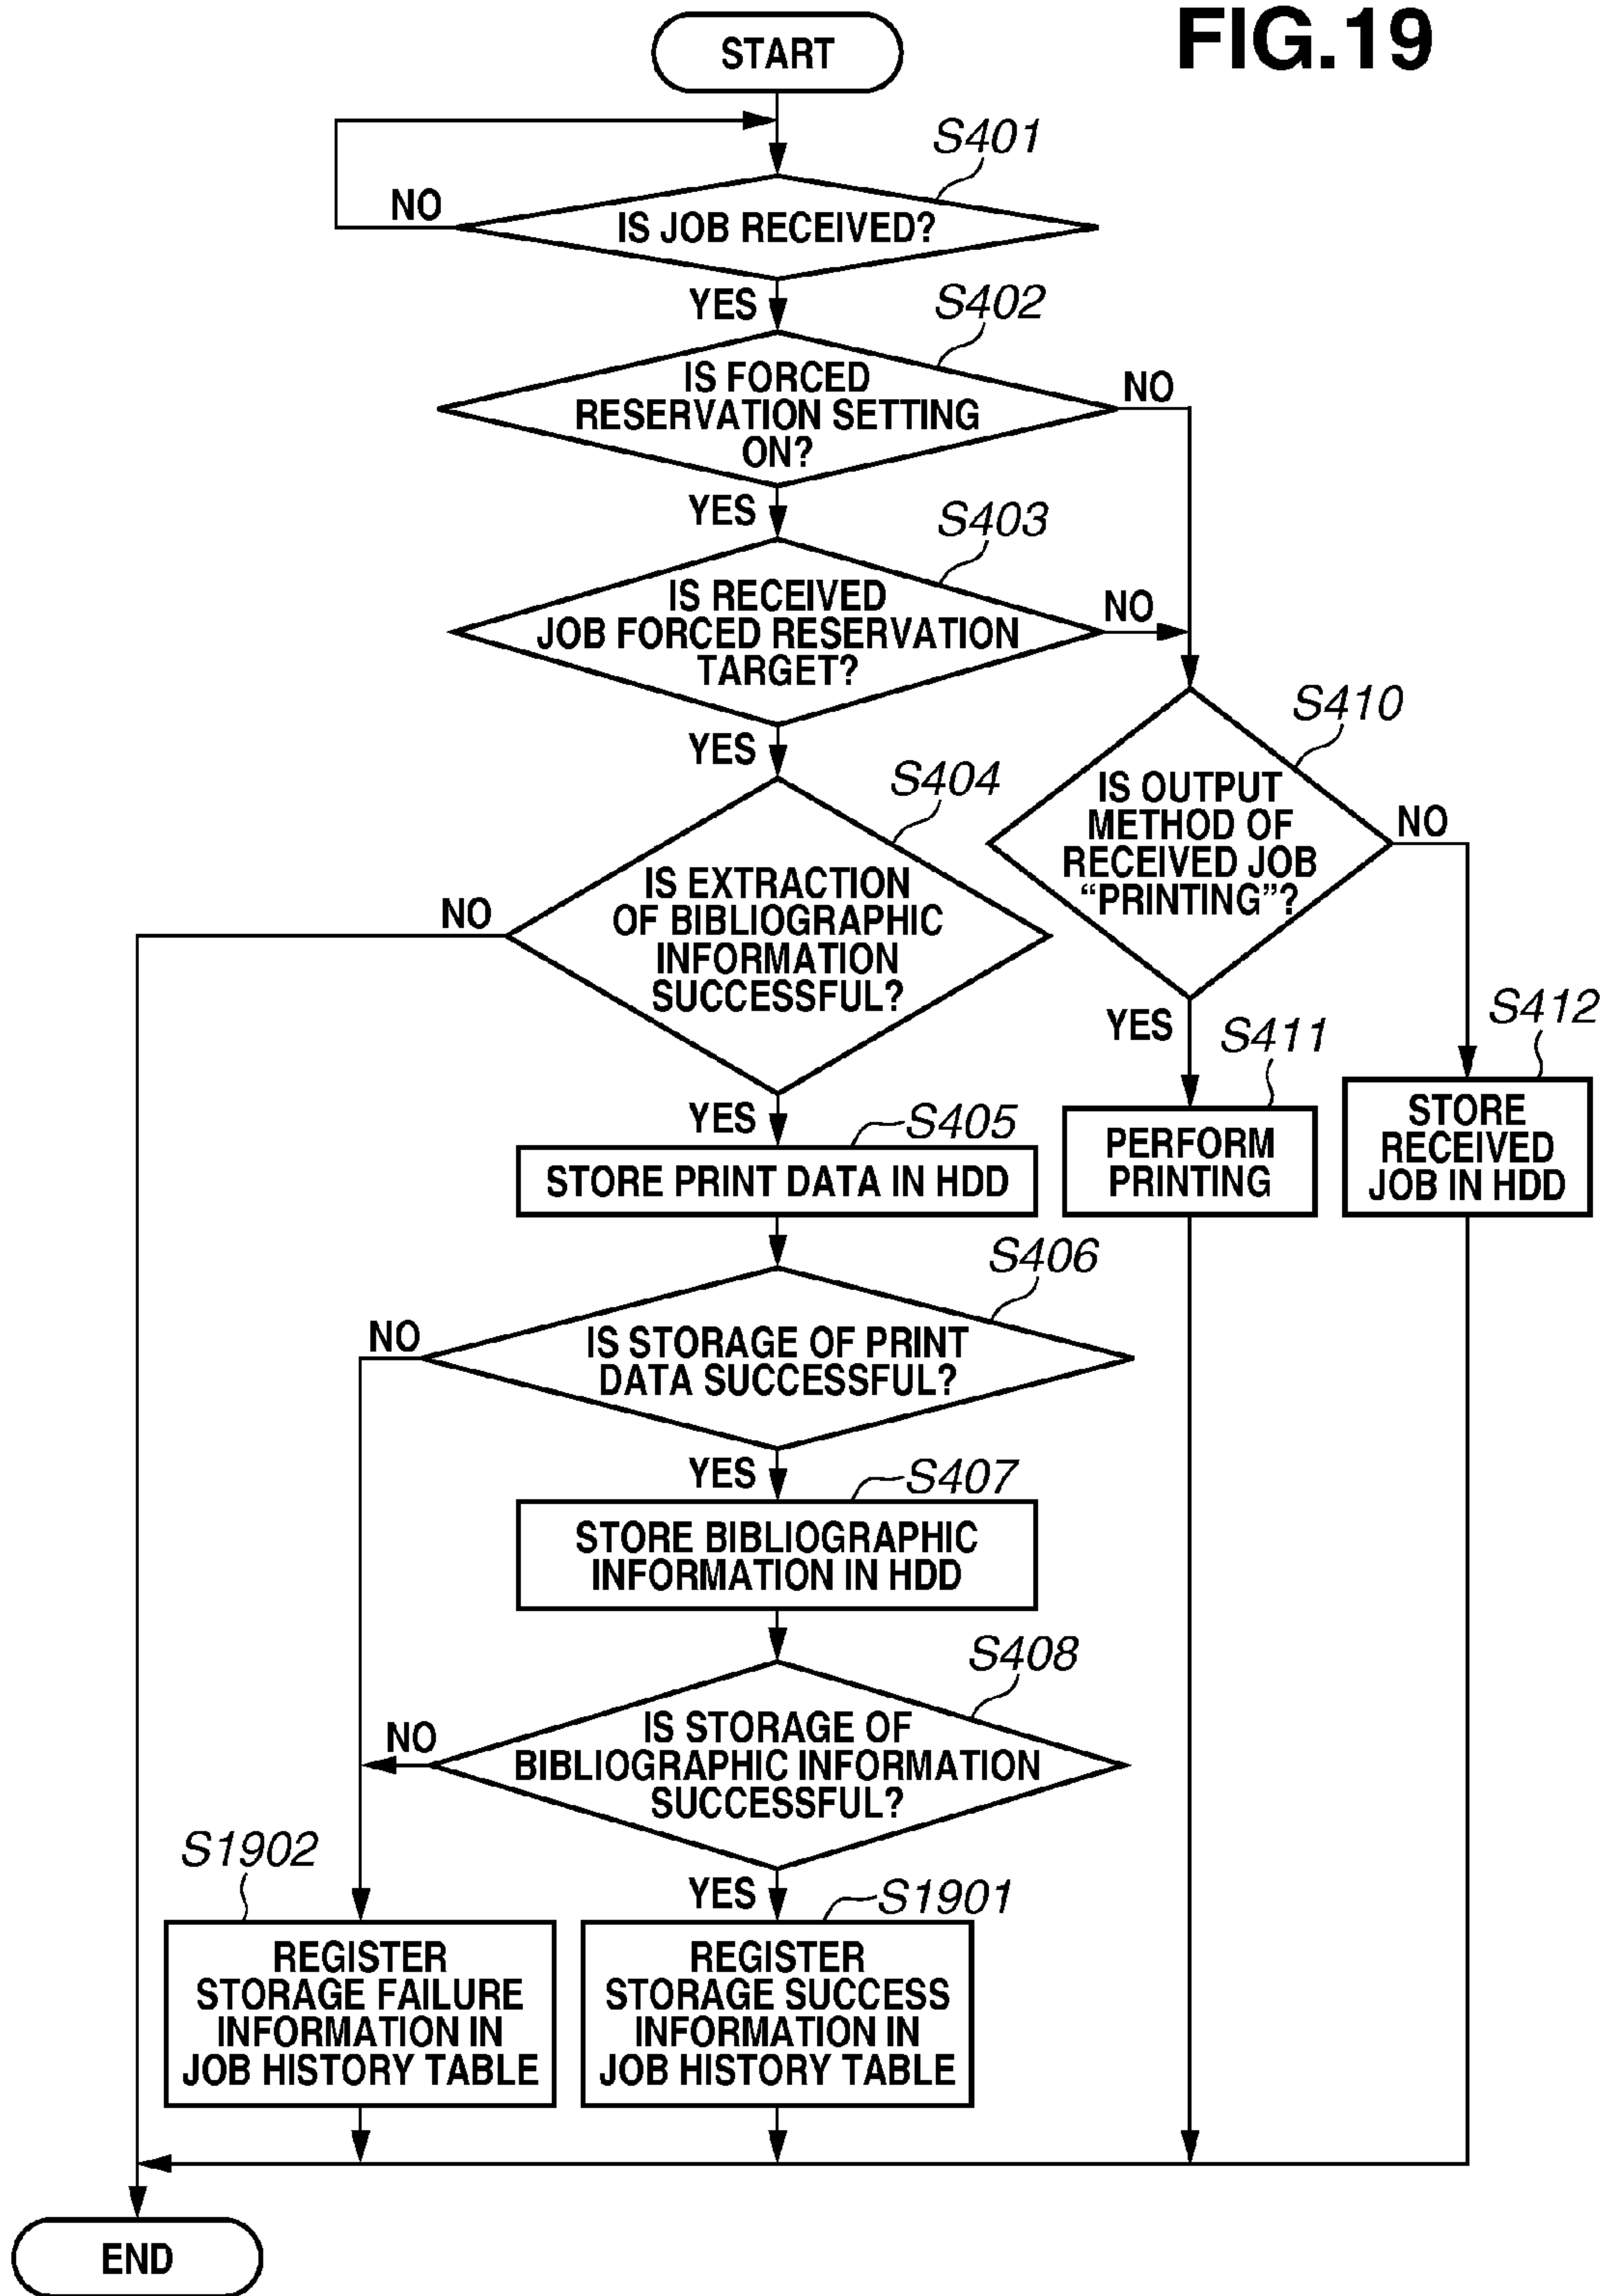 FIG.19
START
S401
NO
IS JOB RECEIVED?
YES
S402
IS FORCED
RESERVATION SETTING
ON?
NO
YES
S403
IS RECEIVED
JOB FORCED RESERVATION
TARGET?
NO
YES
S404
IS EXTRACTION
OF BIBLIOGRAPHIC
INFORMATION
SUCCESSFUL?
NO
S410
IS OUTPUT
METHOD OF
RECEIVED JOB
“PRINTING”?
NO
YES
S411
PERFORM
PRINTING
S412
STORE
RECEIVED
JOB IN HDD
YES
S405
STORE PRINT DATA IN HDD
S406
NO
IS STORAGE OF PRINT
DATA SUCCESSFUL?
YES
S407
STORE BIBLIOGRAPHIC
INFORMATION IN HDD
S408
NO
IS STORAGE OF
BIBLIOGRAPHIC INFORMATION
SUCCESSFUL?
S1902
REGISTER
STORAGE FAILURE
INFORMATION IN
JOB HISTORY TABLE
YES
S1901
REGISTER
STORAGE SUCCESS
INFORMATION IN
JOB HISTORY TABLE
END